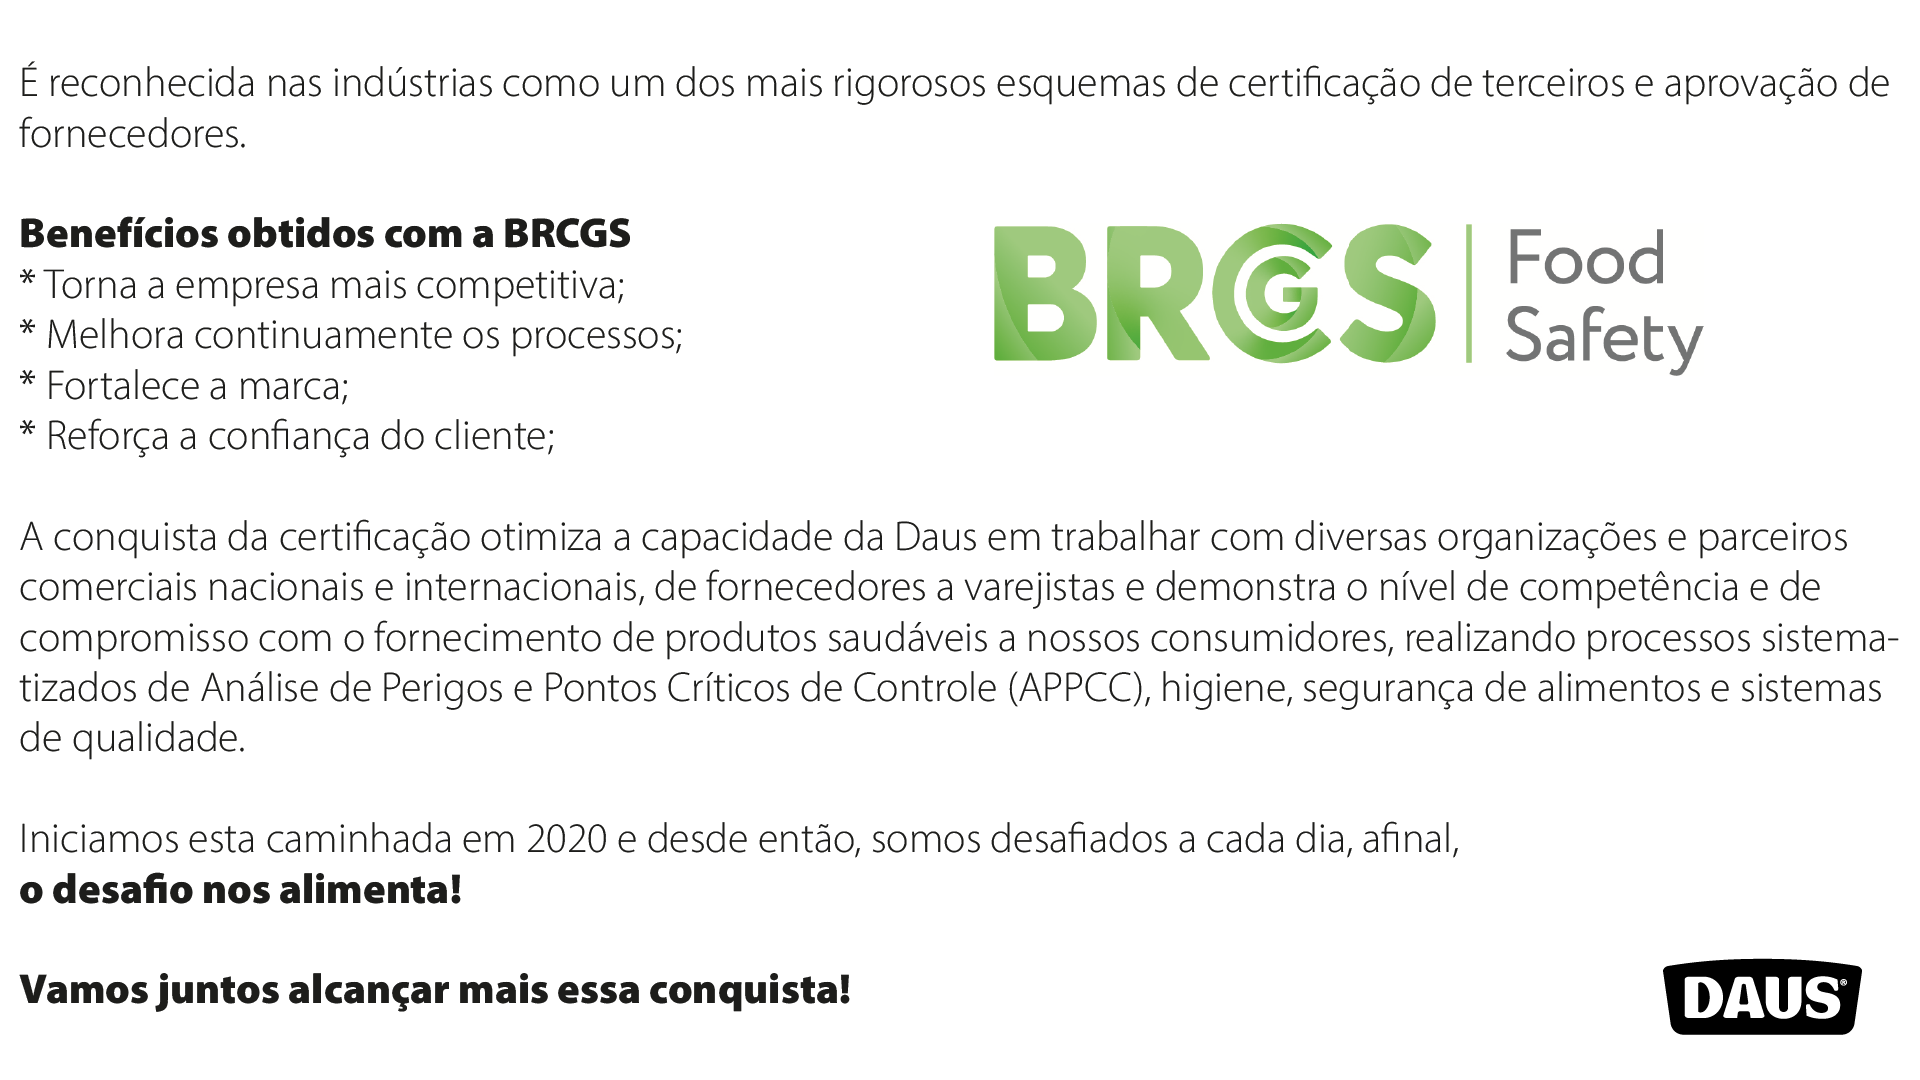 É reconhecida nas indústrias como um dos mais rigorosos esquemas de certificação de terceiros e aprovação de
fornecedores.
Benefícios obtidos com a BRCGS
* Torna a empresa mais competitiva;
* Melhora continuamente os processos;
* Fortalece a marca;
* Reforça a confiança do cliente;
BRCGS
Food
Safety
A conquista da certificação otimiza a capacidade da Daus em trabalhar com diversas organizações e parceiros
comerciais nacionais e internacionais, de fornecedores a varejistas e demonstra o nível de competência e de
compromisso com o fornecimento de produtos saudáveis a nossos consumidores, realizando processos sistema-
tizados de Análise de Perigos e Pontos Críticos de Controle (APPCC), higiene, segurança de alimentos e sistemas
de qualidade.
Iniciamos esta caminhada em 2020 e desde então, somos desafiados a cada dia, afinal,
o desafio nos alimenta!
Vamos juntos alcançar mais essa conquista!
DAUS®